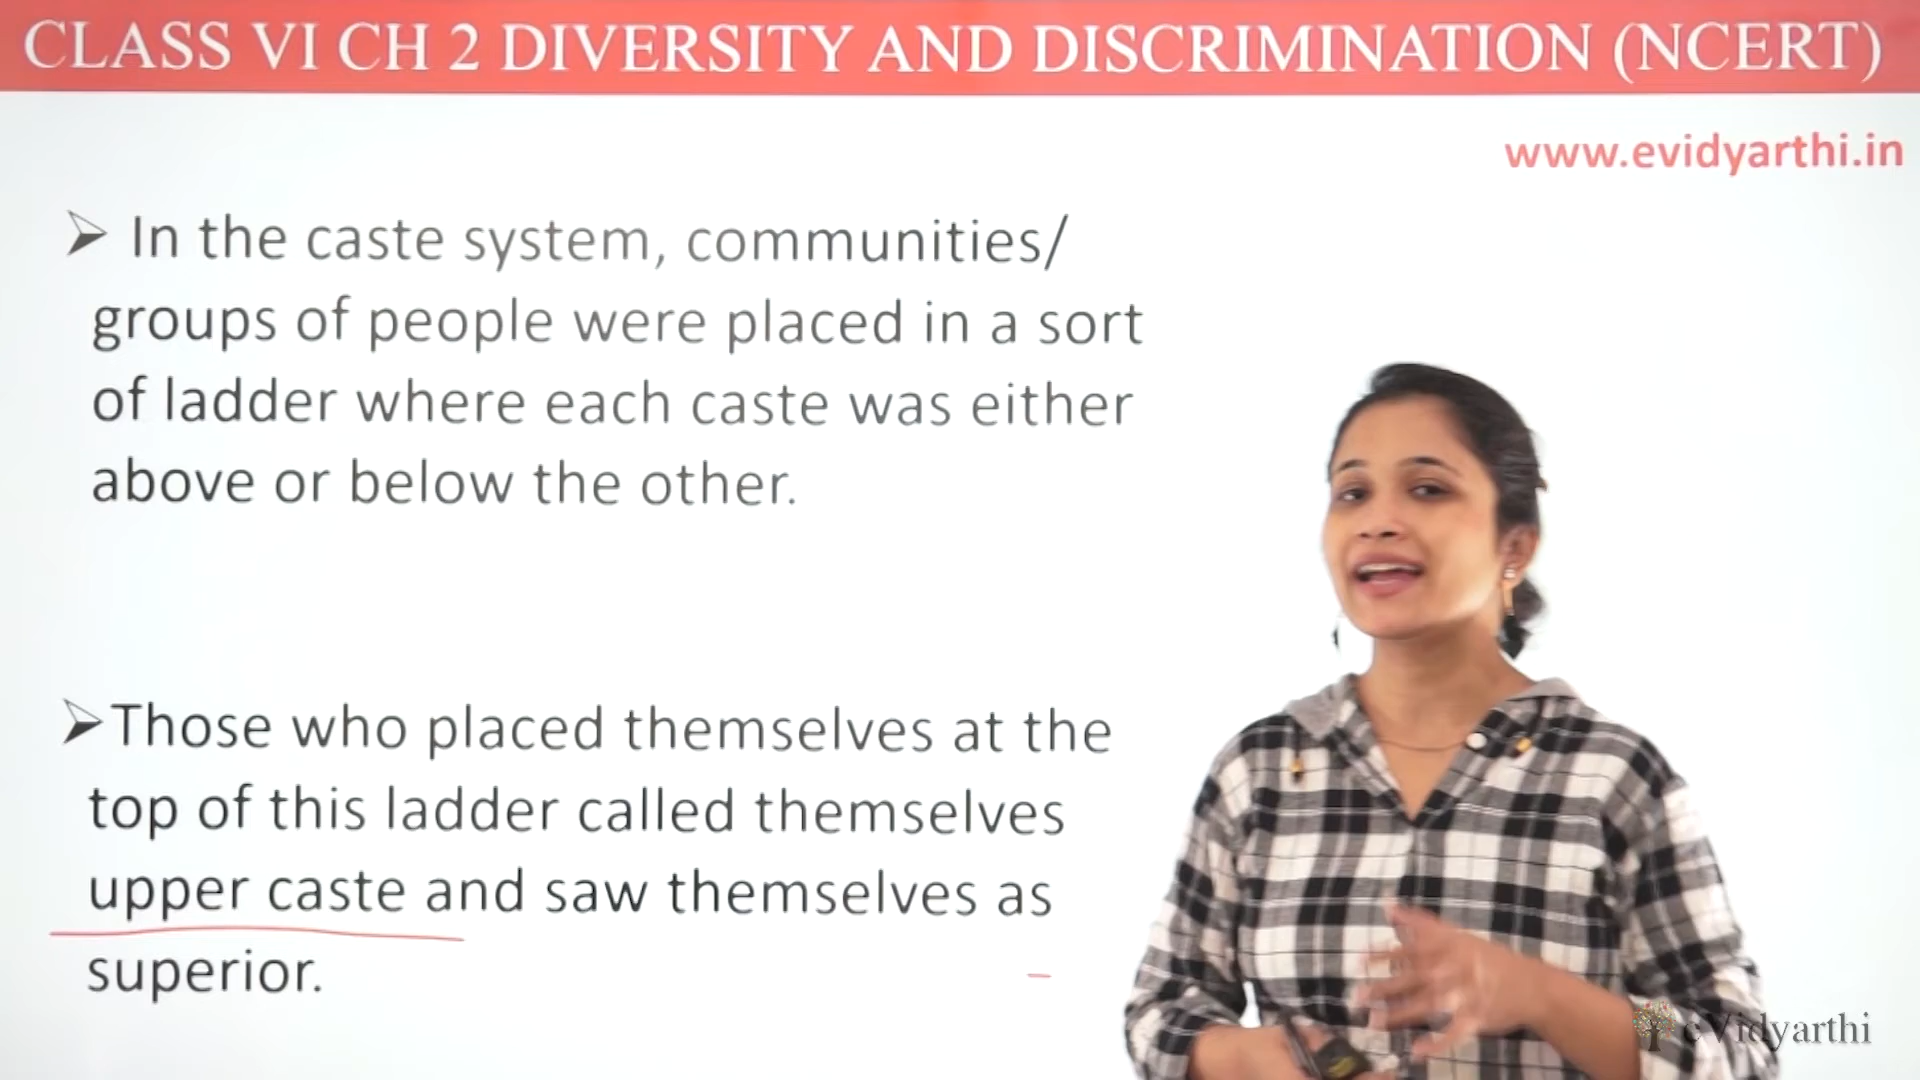 CLASS VI CH 2 DIVERSITY AND DISCRIMINATION (NCERT)
www.evidyarthi.in
➢ In the caste system, communities/
groups of people were placed in a sort
of ladder where each caste was either
above or below the other.
➢Those who placed themselves at the
top of this ladder called themselves
upper caste and saw themselves as
superior.
eVidyarthi